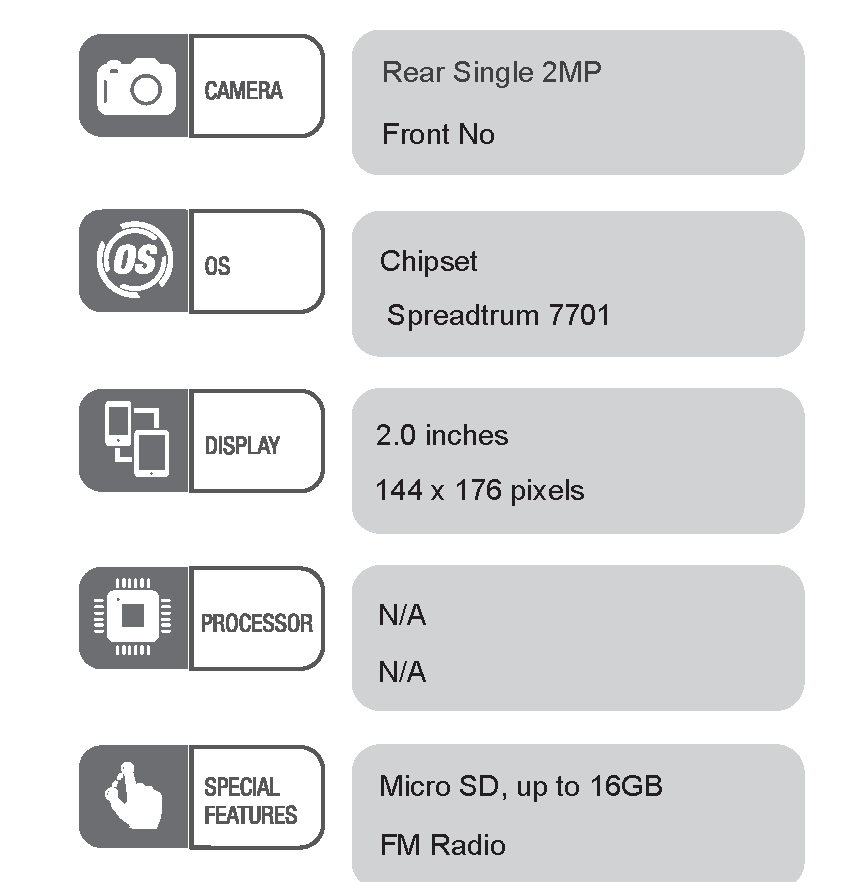 CAMERA
Rear Single 2MP
Front No
OS
OS
Chipset
Spreadtrum 7701
DISPLAY
2.0 inches
144 x 176 pixels
PROCESSOR
N/A
N/A
SPECIAL
FEATURES
Micro SD, up to 16GB
FM Radio